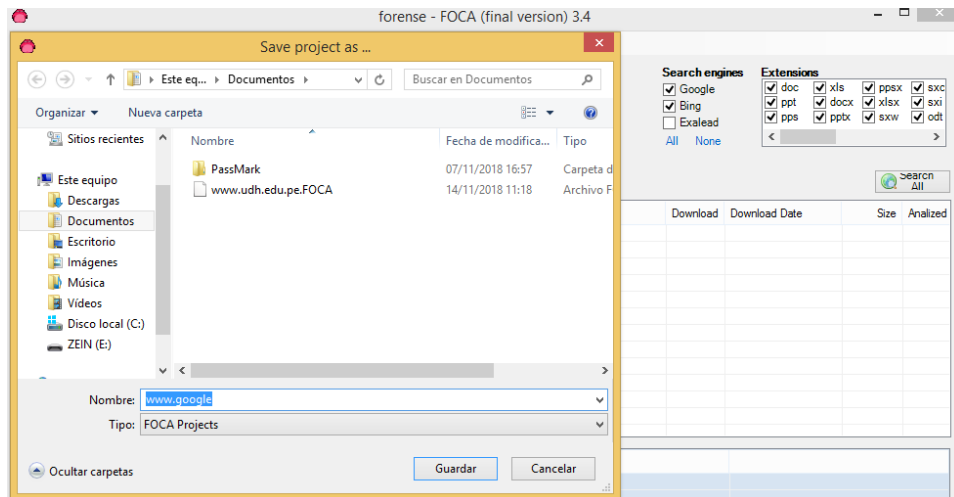 forense - FOCA (final version) 3.4
Save project as ...
Este eq... Documentos
Buscar en Documentos
Organizar
Nueva carpeta
Sitios recientes
Este equipo
Descargas
Documentos
Escritorio
Imágenes
Música
Vídeos
Disco local (C:)
ZEIN (E:)
Nombre
Fecha de modifica...
Tipo
PassMark
07/11/2018 16:57
Carpeta d
www.udh.edu.pe.FOCA
14/11/2018 11:18
Archivo F
Nombre:
www.google
Tipo:
FOCA Projects
Ocultar carpetas
Guardar
Cancelar
Search engines
Google
Bing
Exalead
All
None
Extensions
doc
xls
ppsx
sxc
ppt
docx
xlsx
sxi
pps
pptx
sxw
odt
Search
All
Download
Download Date
Size
Analized